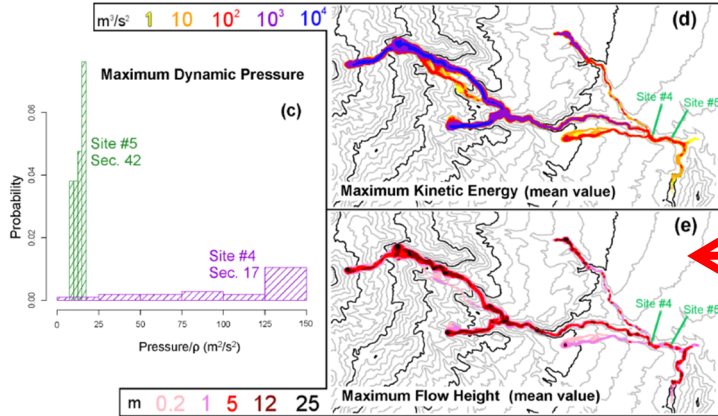 m³/s² 1 10 10² 10³ 10⁴
Maximum Dynamic Pressure
(c)
Probability
0.06
0.04
0.02
0.00
Site #5
Sec. 42
Site #4
Sec. 17
0 25 50 75 100 125 150
Pressure/ρ (m²/s²)
m 0.2 1 5 12 25
(d)
Site #4
Site #5
Maximum Kinetic Energy (mean value)
(e)
Site #4
Site #5
Maximum Flow Height (mean value)